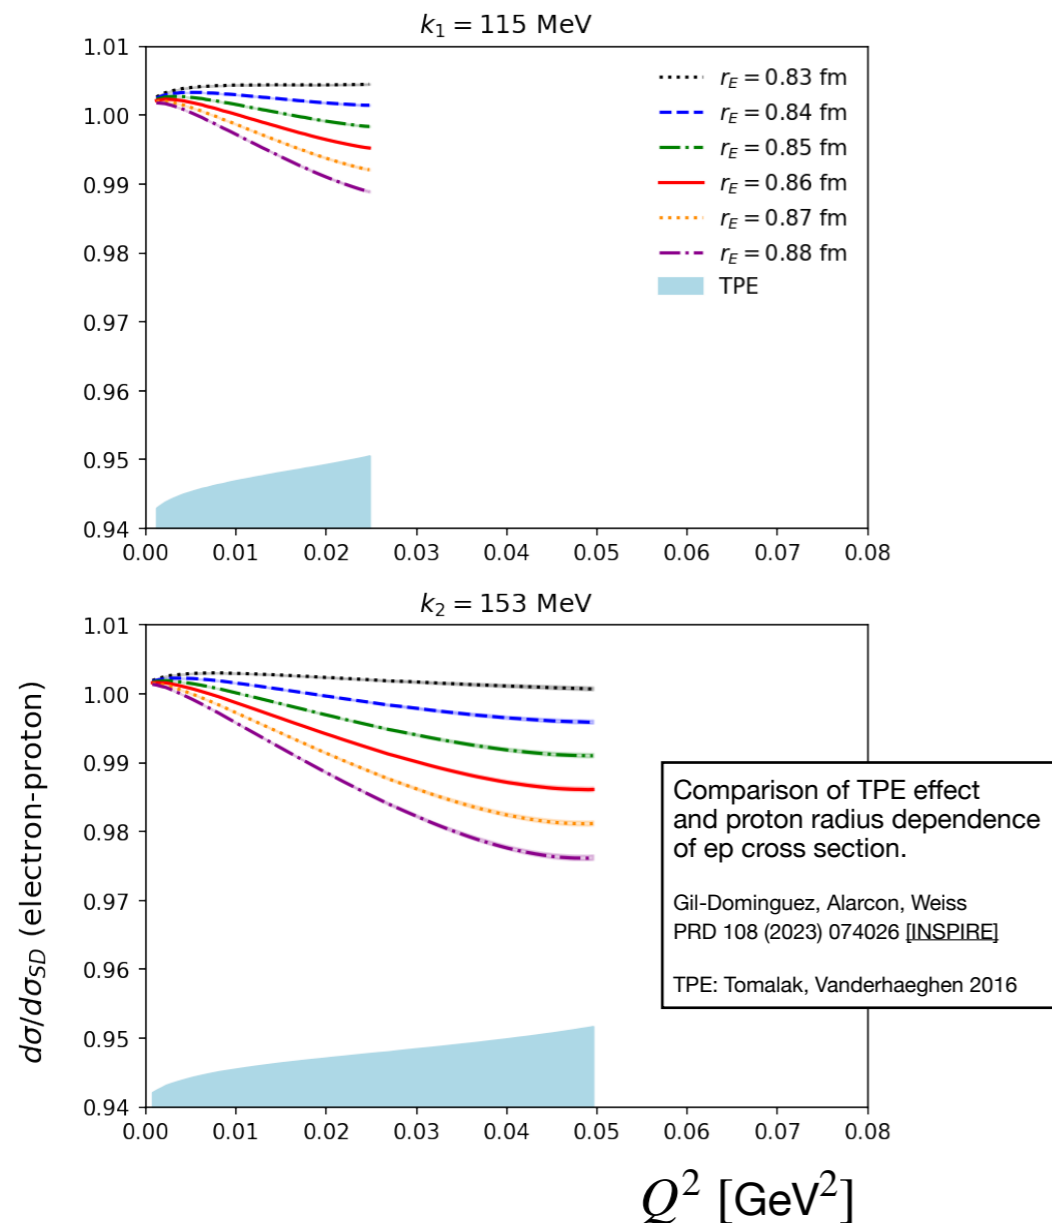 k₁ = 115 MeV
1.01
1.00
0.99
0.98
0.97
0.96
0.95
0.94
r_E = 0.83 fm
r_E = 0.84 fm
r_E = 0.85 fm
r_E = 0.86 fm
r_E = 0.87 fm
r_E = 0.88 fm
TPE
0.00 0.01 0.02 0.03 0.04 0.05 0.06 0.07 0.08
k₂ = 153 MeV
1.01
1.00
0.99
0.98
0.97
0.96
0.95
0.94
dσ/dσ_SD (electron-proton)
Comparison of TPE effect
and proton radius dependence
of ep cross section.
Gil-Dominguez, Alarcon, Weiss
PRD 108 (2023) 074026 [INSPIRE]
TPE: Tomalak, Vanderhaeghen 2016
0.00 0.01 0.02 0.03 0.04 0.05 0.06 0.07 0.08
Q² [GeV²]